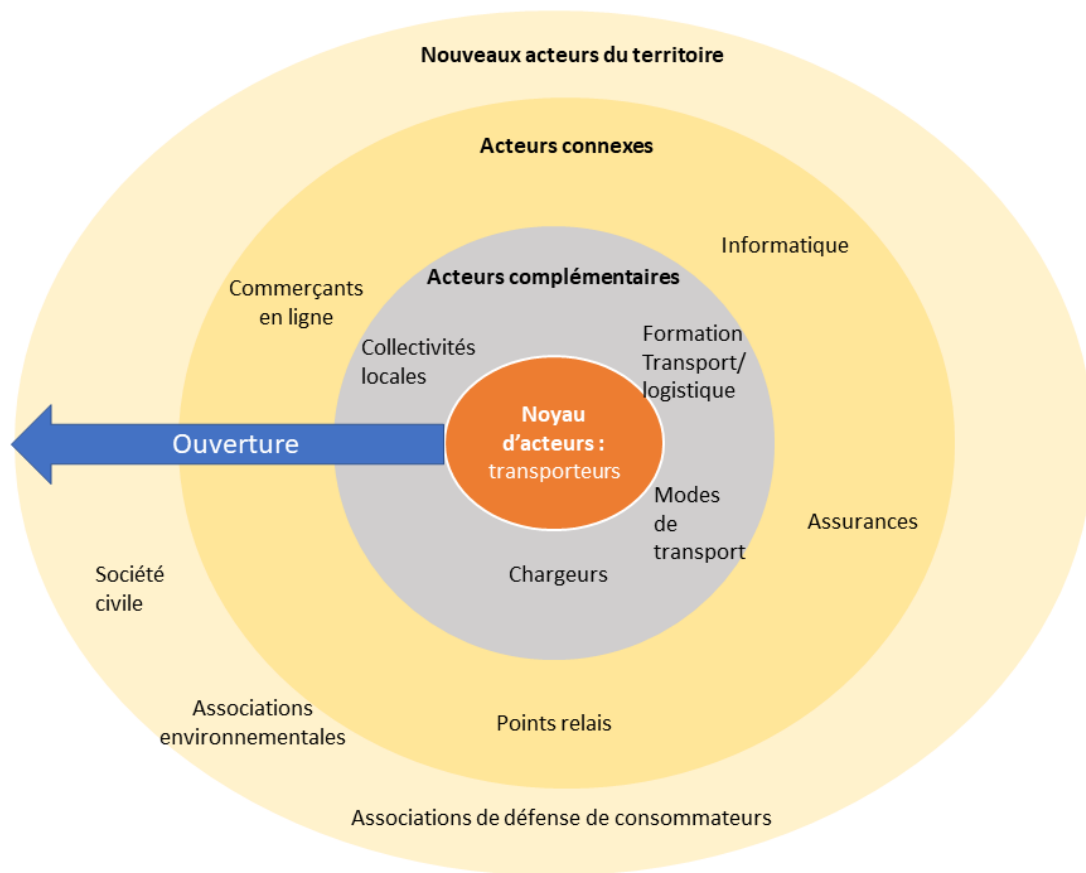 Nouveaux acteurs du territoire
Acteurs connexes
Informatique
Acteurs complémentaires
Commerçants
en ligne
Formation
Transport/
logistique
Collectivités
locales
Noyau
d'acteurs :
transporteurs
Ouverture
Modes
de
transport
Assurances
Chargeurs
Société
civile
Associations
environnementales
Points relais
Associations de défense de consommateurs